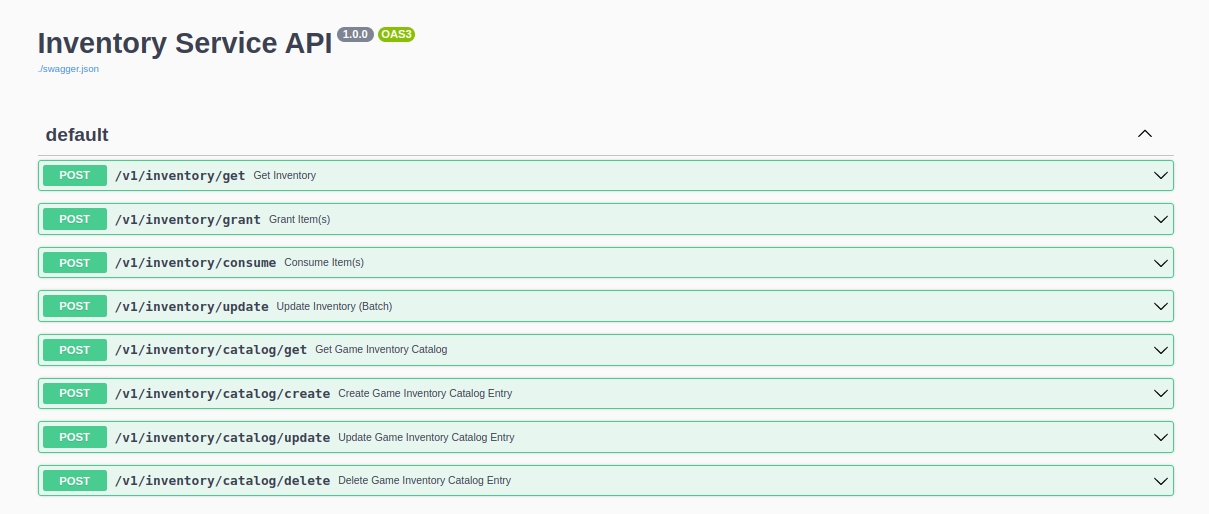 Inventory Service API 1.0.0 OAS3
./swagger.json
default
POST /v1/inventory/get Get Inventory
POST /v1/inventory/grant Grant Item(s)
POST /v1/inventory/consume Consume Item(s)
POST /v1/inventory/update Update Inventory (Batch)
POST /v1/inventory/catalog/get Get Game Inventory Catalog
POST /v1/inventory/catalog/create Create Game Inventory Catalog Entry
POST /v1/inventory/catalog/update Update Game Inventory Catalog Entry
POST /v1/inventory/catalog/delete Delete Game Inventory Catalog Entry